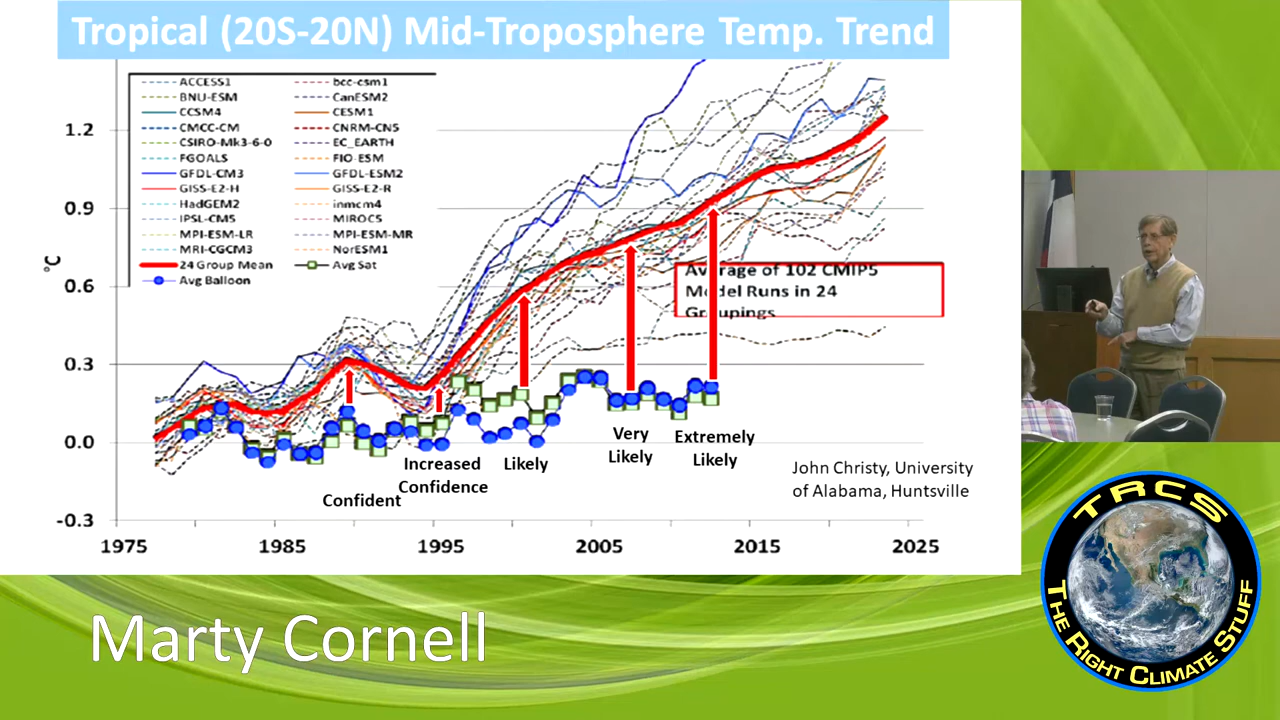 Tropical (20S-20N) Mid-Troposphere Temp. Trend
ACCESS1
bcc-csm1
BNU-ESM
CanESM2
CCSM4
CESM1
CMCC-CM
CNRM-CN5
CSIRO-Mk3-6-0
EC_EARTH
FGOALS
FIO-ESM
GFDL-CM3
GFDL-ESM2
GISS-E2-H
GISS-E2-R
HadGEM2
inmcm4
IPSL-CM5
MIROC5
MPI-ESM-LR
MPI-ESM-MR
MRI-CGCM3
NorESM1
24 Group Mean
Avg Sat
Avg Balloon
1.2
0.9
°C
0.6
0.3
0.0
-0.3
Average of 102 CMIP5
Model Runs in 24
Groupings
Confident
Increased
Confidence
Likely
Very
Likely
Extremely
Likely
John Christy, University
of Alabama, Huntsville
1975
1985
1995
2005
2015
2025
Marty Cornell
TRCS
THE RIGHT CLIMATE STUFF